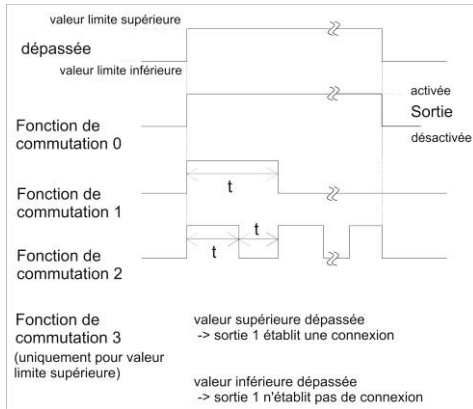 valeur limite supérieure
dépassée
valeur limite inférieure
activée
Sortie
désactivée
Fonction de
commutation 0
t
Fonction de
commutation 1
t
t
Fonction de
commutation 2
Fonction de
commutation 3
(uniquement pour valeur
limite supérieure)
valeur supérieure dépassée
-> sortie 1 établit une connexion
valeur inférieure dépassée
-> sortie 1 n'établit pas de connexion